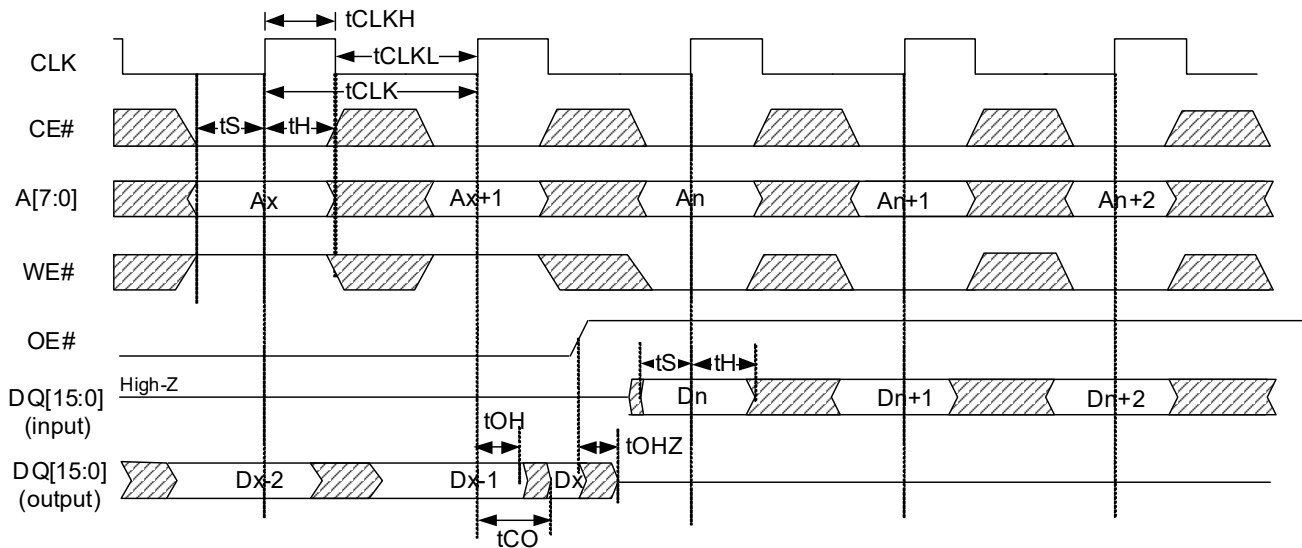 tCLKH
CLK
tCLKL
tCLK
CE#
tS
tH
A[7:0]
Ax
Ax+1
An
An+1
An+2
WE#
OE#
tS
tH
High-Z
DQ[15:0]
(input)
Dn
Dn+1
Dn+2
tOH
tOHZ
DQ[15:0]
(output)
Dx-2
Dx-1
Dx
tCO